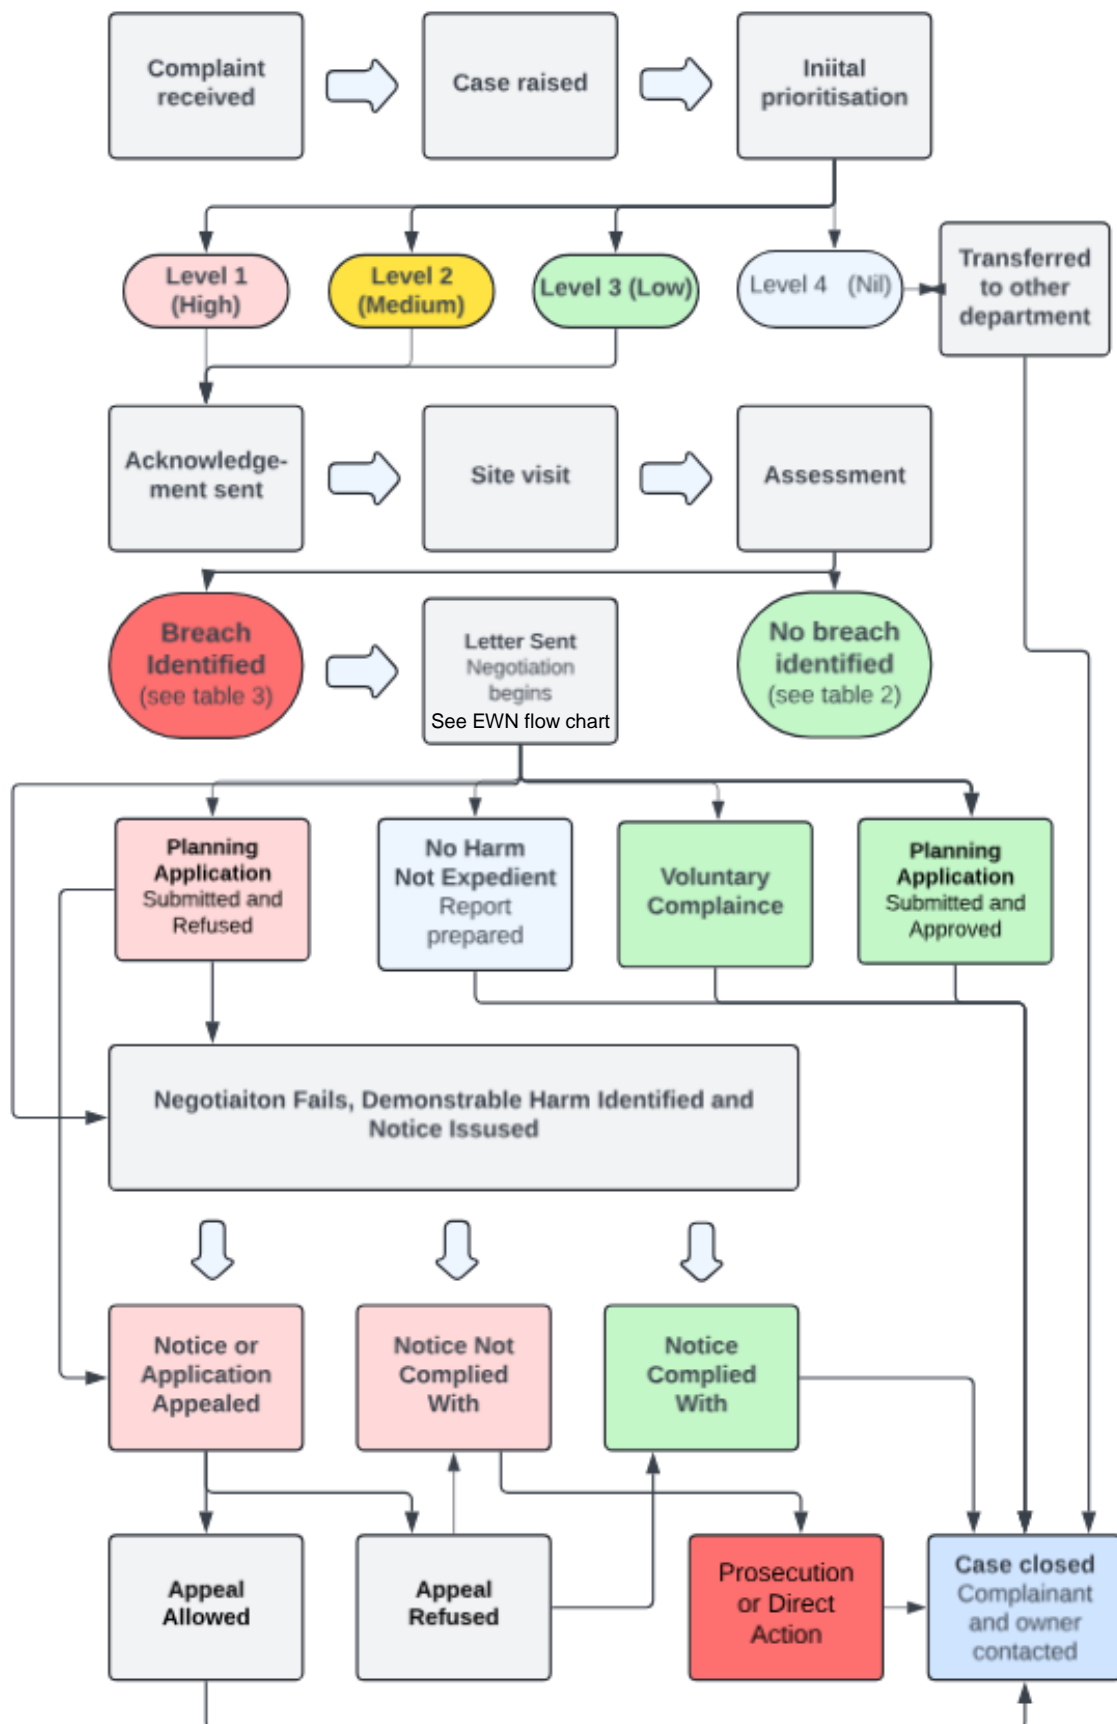 Complaint
received
Case raised
Iniital
prioritisation
Level 1
(High)
Level 2
(Medium)
Level 3 (Low)
Level 4 (Nil)
Transferred
to other
department
Acknowledge-
ment sent
Site visit
Assessment
Breach
Identified
(see table 3)
Letter Sent
Negotiation
begins
See EWN flow chart
No breach
identified
(see table 2)
Planning
Application
Submitted and
Refused
No Harm
Not Expedient
Report
prepared
Voluntary
Complaince
Planning
Application
Submitted and
Approved
Negotiaiton Fails, Demonstrable Harm Identified and
Notice Issused
Notice or
Application
Appealed
Notice Not
Complied
With
Notice
Complied
With
Appeal
Allowed
Appeal
Refused
Prosecution
or Direct
Action
Case closed
Complainant
and owner
contacted